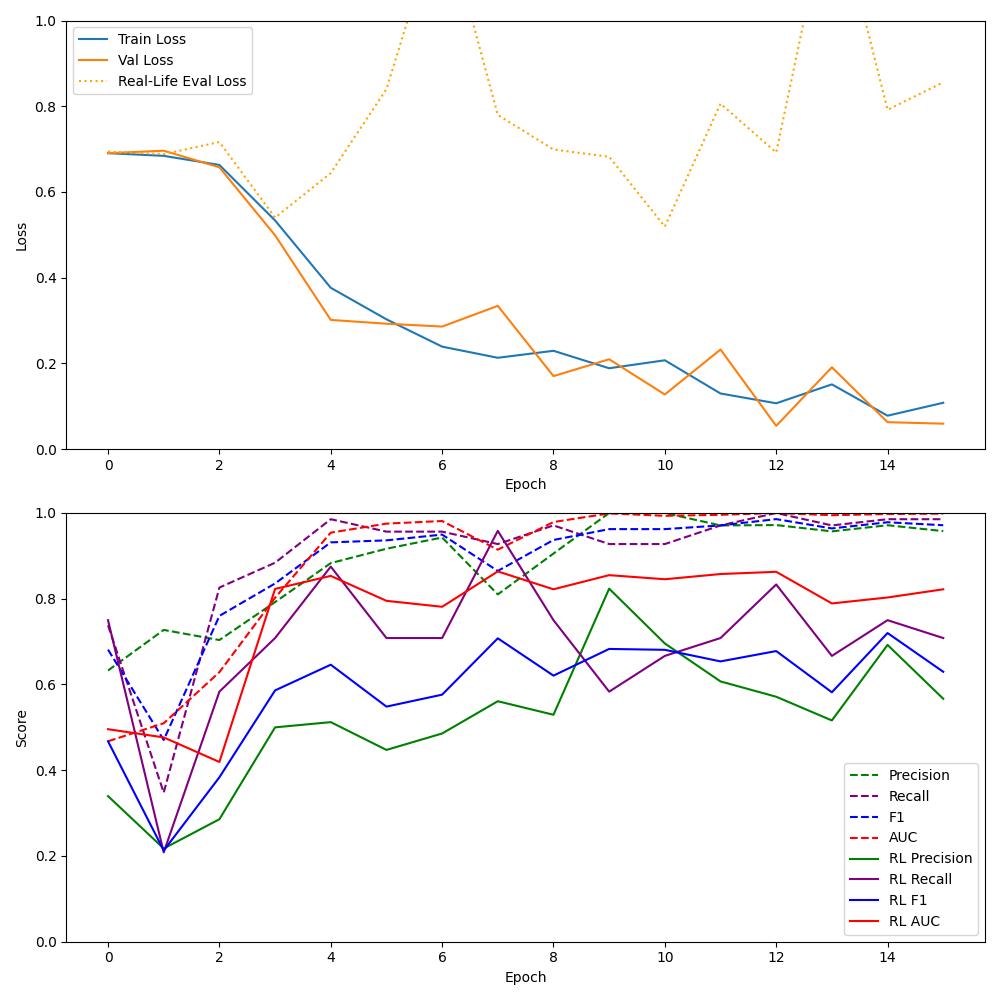 1.0
0.8
0.6
0.4
0.2
0.0
Loss
Train Loss
Val Loss
Real-Life Eval Loss
0 2 4 6 8 10 12 14
Epoch
1.0
0.8
0.6
0.4
0.2
0.0
Score
Precision
Recall
F1
AUC
RL Precision
RL Recall
RL F1
RL AUC
0 2 4 6 8 10 12 14
Epoch